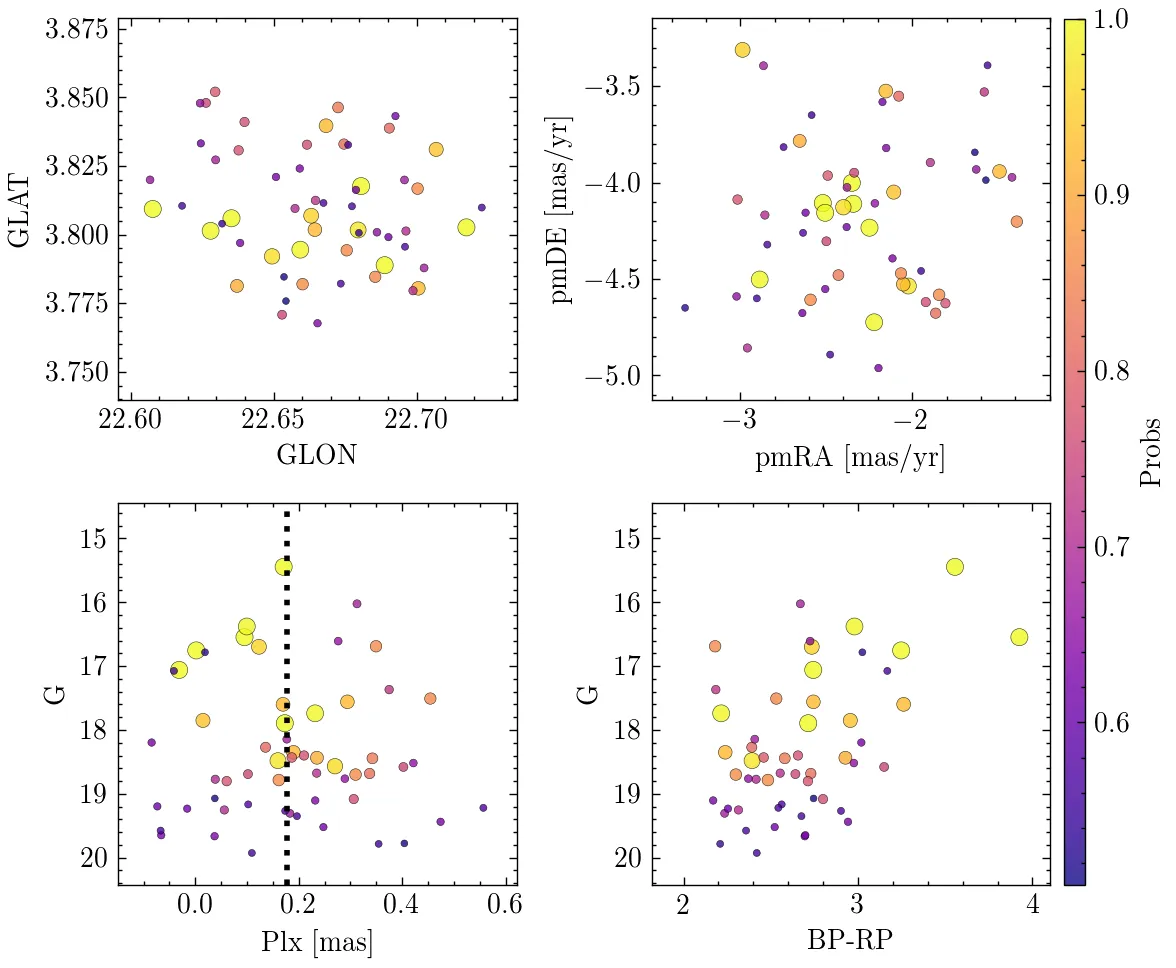 3.875
3.850
3.825
3.800
3.775
3.750
GLAT
22.60 22.65 22.70
GLON
−3.5
−4.0
−4.5
−5.0
pmDE [mas/yr]
−3 −2
pmRA [mas/yr]
15
16
17
18
19
20
G
0.0 0.2 0.4 0.6
Plx [mas]
15
16
17
18
19
20
G
2 3 4
BP-RP
1.0
0.9
0.8
0.7
0.6
Probs